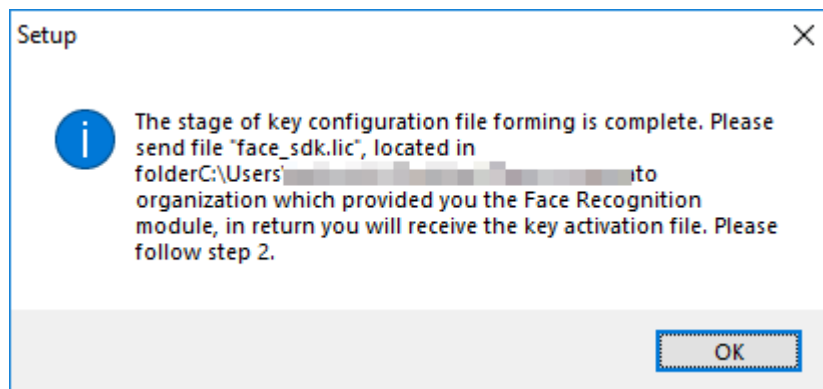 Setup
The stage of key configuration file forming is complete. Please
send file "face_sdk.lic", located in
folderC:\Users\ to
organization which provided you the Face Recognition
module, in return you will receive the key activation file. Please
follow step 2.
OK